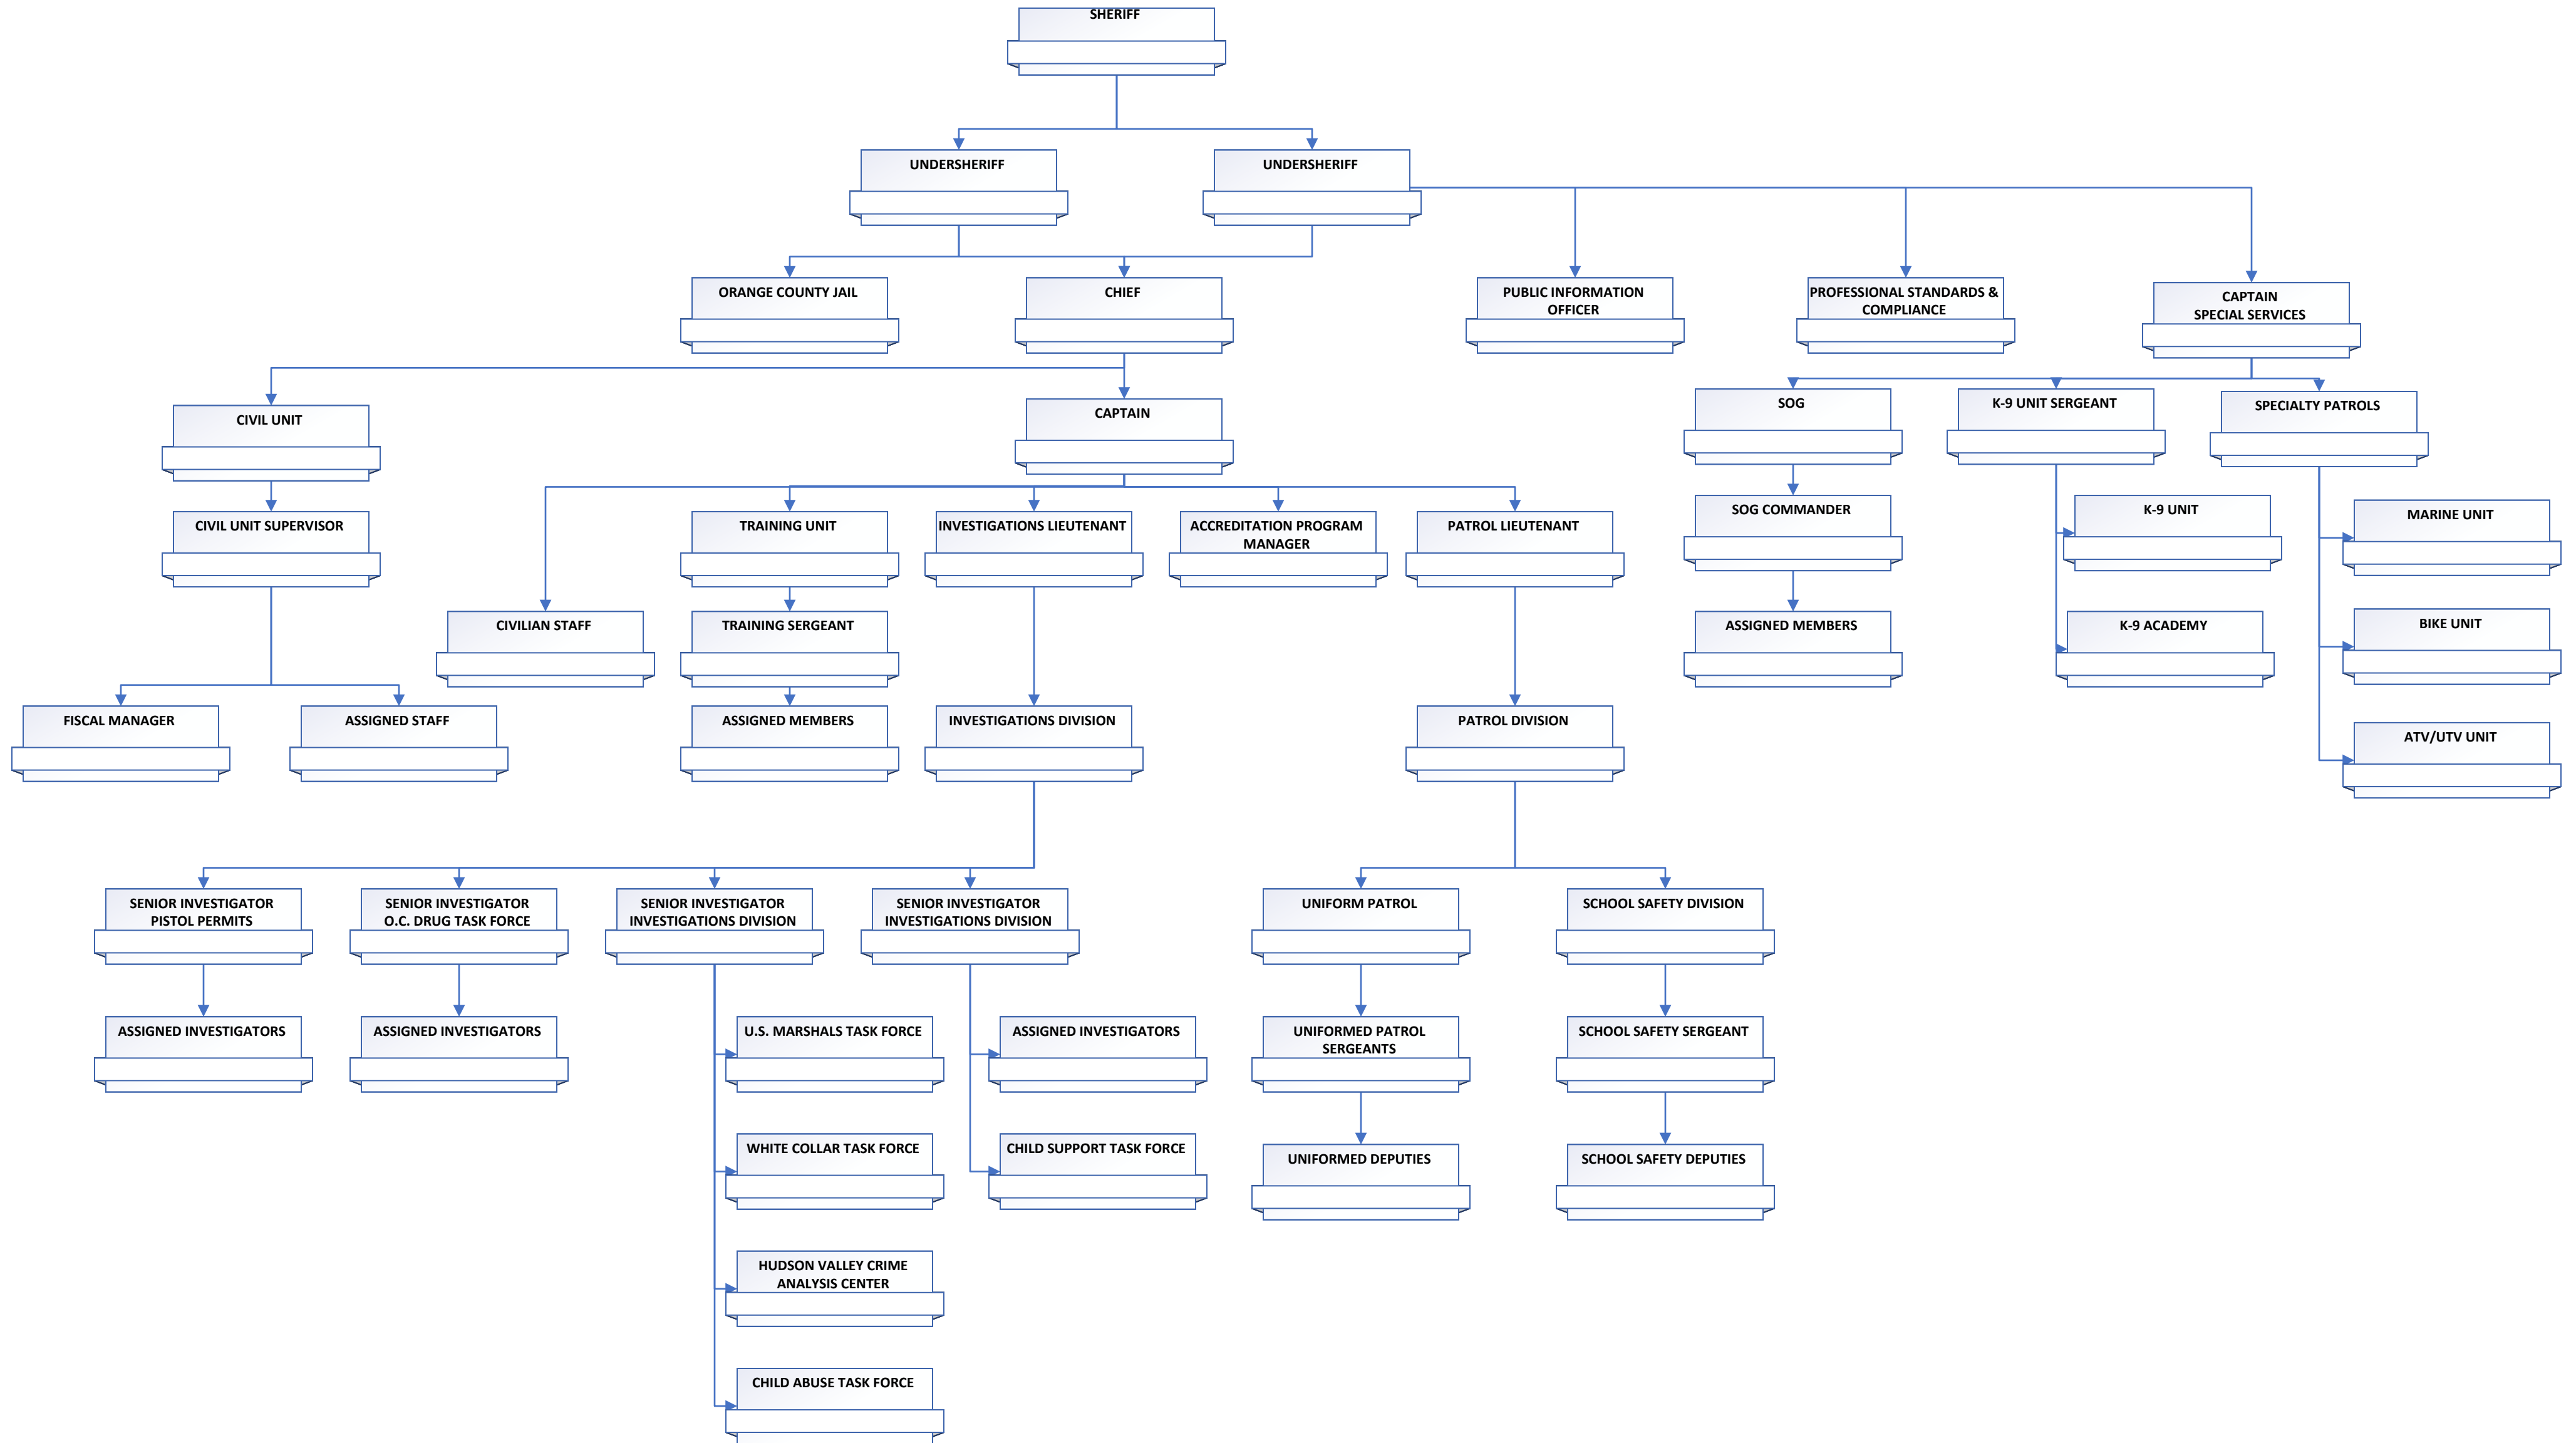 SHERIFF
UNDERSHERIFF
UNDERSHERIFF
ORANGE COUNTY JAIL
CHIEF
PUBLIC INFORMATION
OFFICER
PROFESSIONAL STANDARDS &
COMPLIANCE
CAPTAIN
SPECIAL SERVICES
CIVIL UNIT
CAPTAIN
SOG
K-9 UNIT SERGEANT
SPECIALTY PATROLS
CIVIL UNIT SUPERVISOR
TRAINING UNIT
INVESTIGATIONS LIEUTENANT
ACCREDITATION PROGRAM
MANAGER
PATROL LIEUTENANT
SOG COMMANDER
K-9 UNIT
MARINE UNIT
CIVILIAN STAFF
TRAINING SERGEANT
ASSIGNED MEMBERS
K-9 ACADEMY
BIKE UNIT
FISCAL MANAGER
ASSIGNED STAFF
ASSIGNED MEMBERS
INVESTIGATIONS DIVISION
PATROL DIVISION
ATV/UTV UNIT
SENIOR INVESTIGATOR
PISTOL PERMITS
SENIOR INVESTIGATOR
O.C. DRUG TASK FORCE
SENIOR INVESTIGATOR
INVESTIGATIONS DIVISION
SENIOR INVESTIGATOR
INVESTIGATIONS DIVISION
UNIFORM PATROL
SCHOOL SAFETY DIVISION
ASSIGNED INVESTIGATORS
ASSIGNED INVESTIGATORS
U.S. MARSHALS TASK FORCE
ASSIGNED INVESTIGATORS
UNIFORMED PATROL
SERGEANTS
SCHOOL SAFETY SERGEANT
WHITE COLLAR TASK FORCE
CHILD SUPPORT TASK FORCE
UNIFORMED DEPUTIES
SCHOOL SAFETY DEPUTIES
HUDSON VALLEY CRIME
ANALYSIS CENTER
CHILD ABUSE TASK FORCE